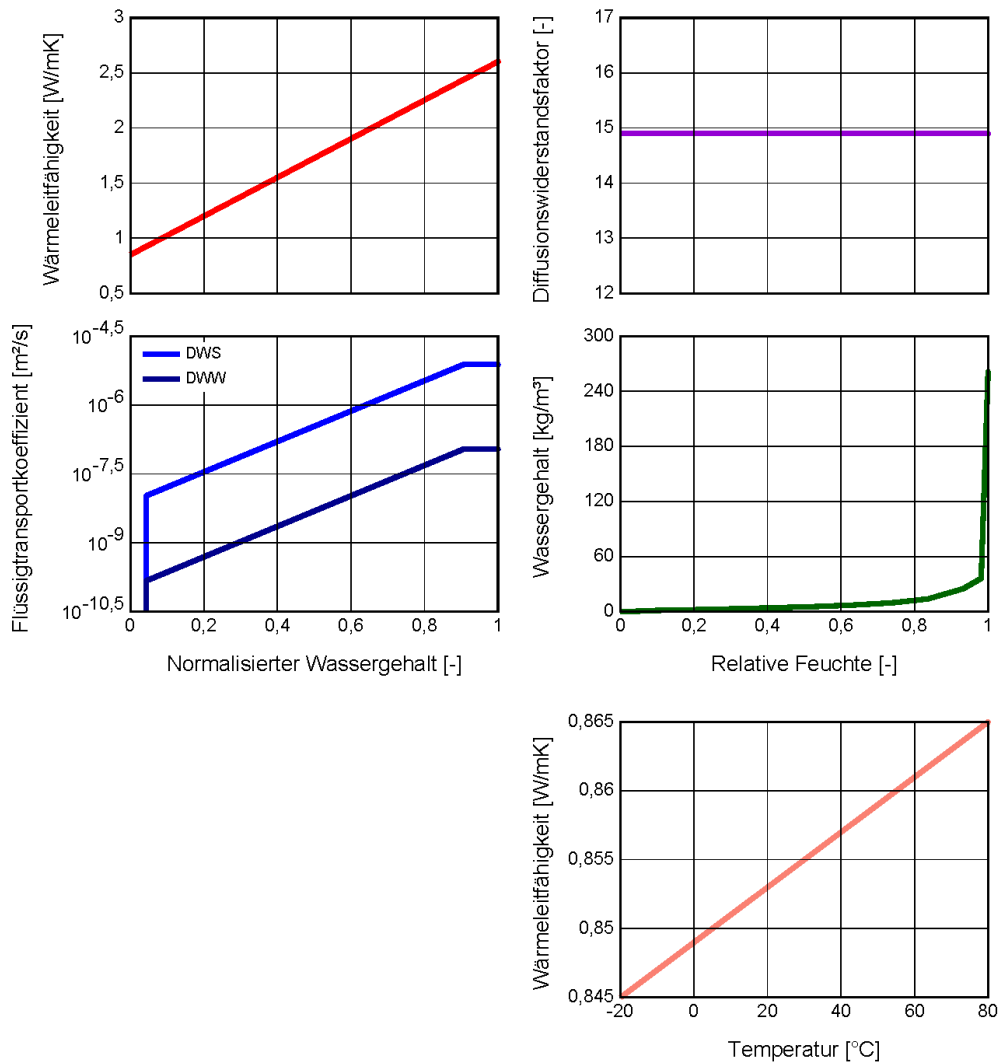 Wärmeleitfähigkeit [W/mK]
3
2,5
2
1,5
1
0,5
Diffusionswiderstandsfaktor [-]
17
16
15
14
13
12
Flüssigtransportkoeffizient [m²/s]
10⁻⁴,⁵
10⁻⁶
10⁻⁷,⁵
10⁻⁹
10⁻¹⁰,⁵
DWS
DWW
0 0,2 0,4 0,6 0,8 1
Normalisierter Wassergehalt [-]
Wassergehalt [kg/m³]
300
240
180
120
60
0
0 0,2 0,4 0,6 0,8 1
Relative Feuchte [-]
Wärmeleitfähigkeit [W/mK]
0,865
0,86
0,855
0,85
0,845
-20 0 20 40 60 80
Temperatur [°C]